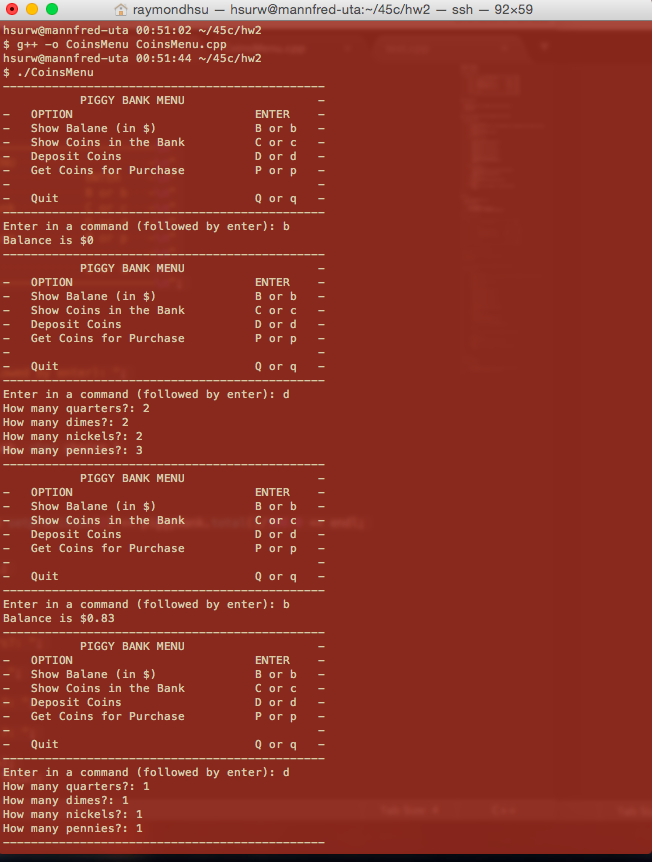 raymondhsu — hsurw@mannfred-uta:~/45c/hw2 — ssh — 92×59
hsurw@mannfred-uta 00:51:02 ~/45c/hw2
$ g++ -o CoinsMenu CoinsMenu.cpp
hsurw@mannfred-uta 00:51:44 ~/45c/hw2
$ ./CoinsMenu
----------------------------------------------
           PIGGY BANK MENU                   -
-   OPTION                          ENTER    -
-   Show Balane (in $)              B or b   -
-   Show Coins in the Bank          C or c   -
-   Deposit Coins                   D or d   -
-   Get Coins for Purchase          P or p   -
-                                            -
-   Quit                            Q or q   -
----------------------------------------------
Enter in a command (followed by enter): b
Balance is $0
----------------------------------------------
           PIGGY BANK MENU                   -
-   OPTION                          ENTER    -
-   Show Balane (in $)              B or b   -
-   Show Coins in the Bank          C or c   -
-   Deposit Coins                   D or d   -
-   Get Coins for Purchase          P or p   -
-                                            -
-   Quit                            Q or q   -
----------------------------------------------
Enter in a command (followed by enter): d
How many quarters?: 2
How many dimes?: 2
How many nickels?: 2
How many pennies?: 3
----------------------------------------------
           PIGGY BANK MENU                   -
-   OPTION                          ENTER    -
-   Show Balane (in $)              B or b   -
-   Show Coins in the Bank          C or c   -
-   Deposit Coins                   D or d   -
-   Get Coins for Purchase          P or p   -
-                                            -
-   Quit                            Q or q   -
----------------------------------------------
Enter in a command (followed by enter): b
Balance is $0.83
----------------------------------------------
           PIGGY BANK MENU                   -
-   OPTION                          ENTER    -
-   Show Balane (in $)              B or b   -
-   Show Coins in the Bank          C or c   -
-   Deposit Coins                   D or d   -
-   Get Coins for Purchase          P or p   -
-                                            -
-   Quit                            Q or q   -
----------------------------------------------
Enter in a command (followed by enter): d
How many quarters?: 1
How many dimes?: 1
How many nickels?: 1
How many pennies?: 1
----------------------------------------------